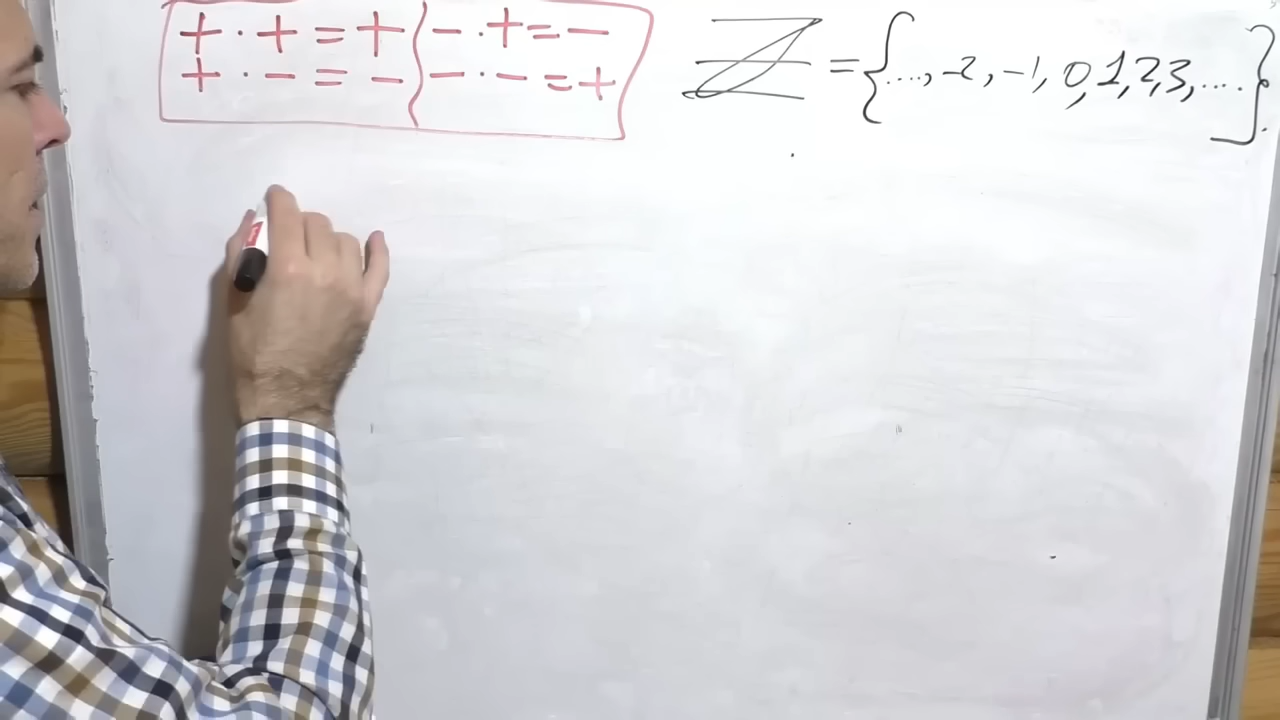 + · + = + - · + = -
+ · - = - - · - = +
ℤ = {...., -2, -1, 0, 1, 2, 3, ....}.